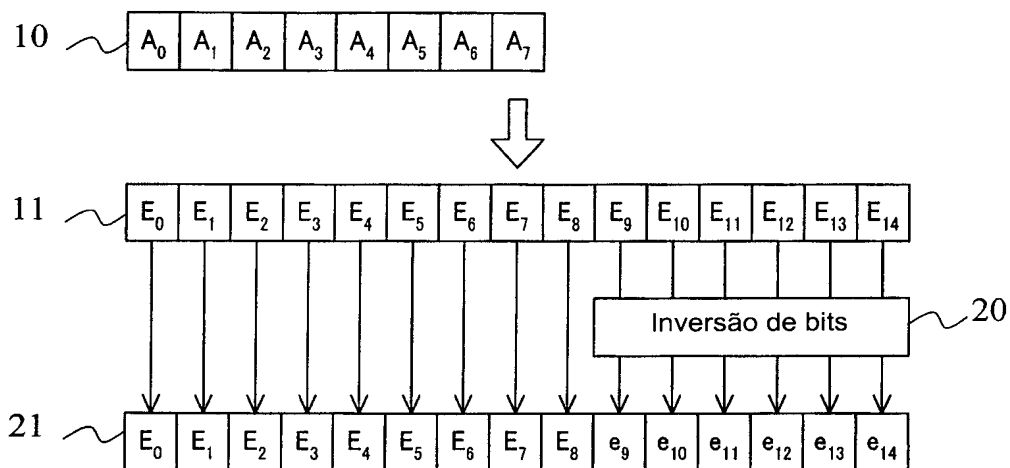 10 A₀ A₁ A₂ A₃ A₄ A₅ A₆ A₇
11 E₀ E₁ E₂ E₃ E₄ E₅ E₆ E₇ E₈ E₉ E₁₀ E₁₁ E₁₂ E₁₃ E₁₄
Inversão de bits 20
21 E₀ E₁ E₂ E₃ E₄ E₅ E₆ E₇ E₈ e₉ e₁₀ e₁₁ e₁₂ e₁₃ e₁₄